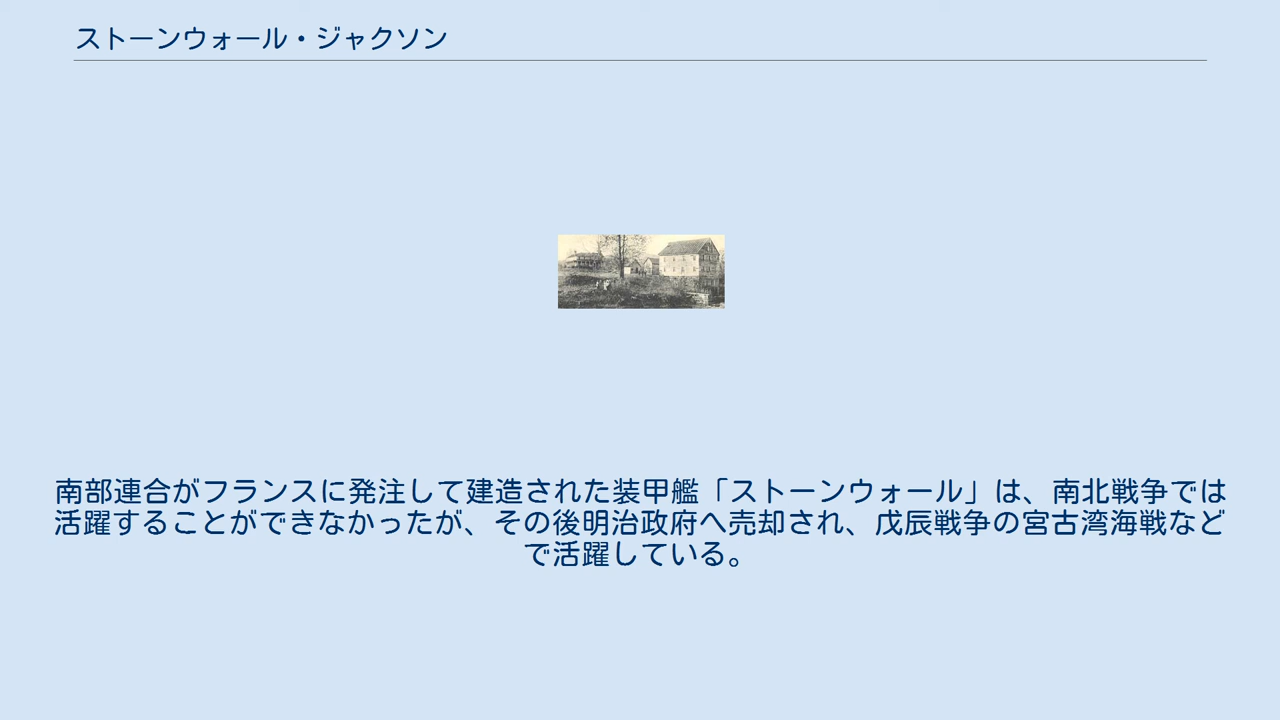 ストーンウォール・ジャクソン
南部連合がフランスに発注して建造された装甲艦「ストーンウォール」は、南北戦争では
活躍することができなかったが、その後明治政府へ売却され、戊辰戦争の宮古湾海戦など
で活躍している。